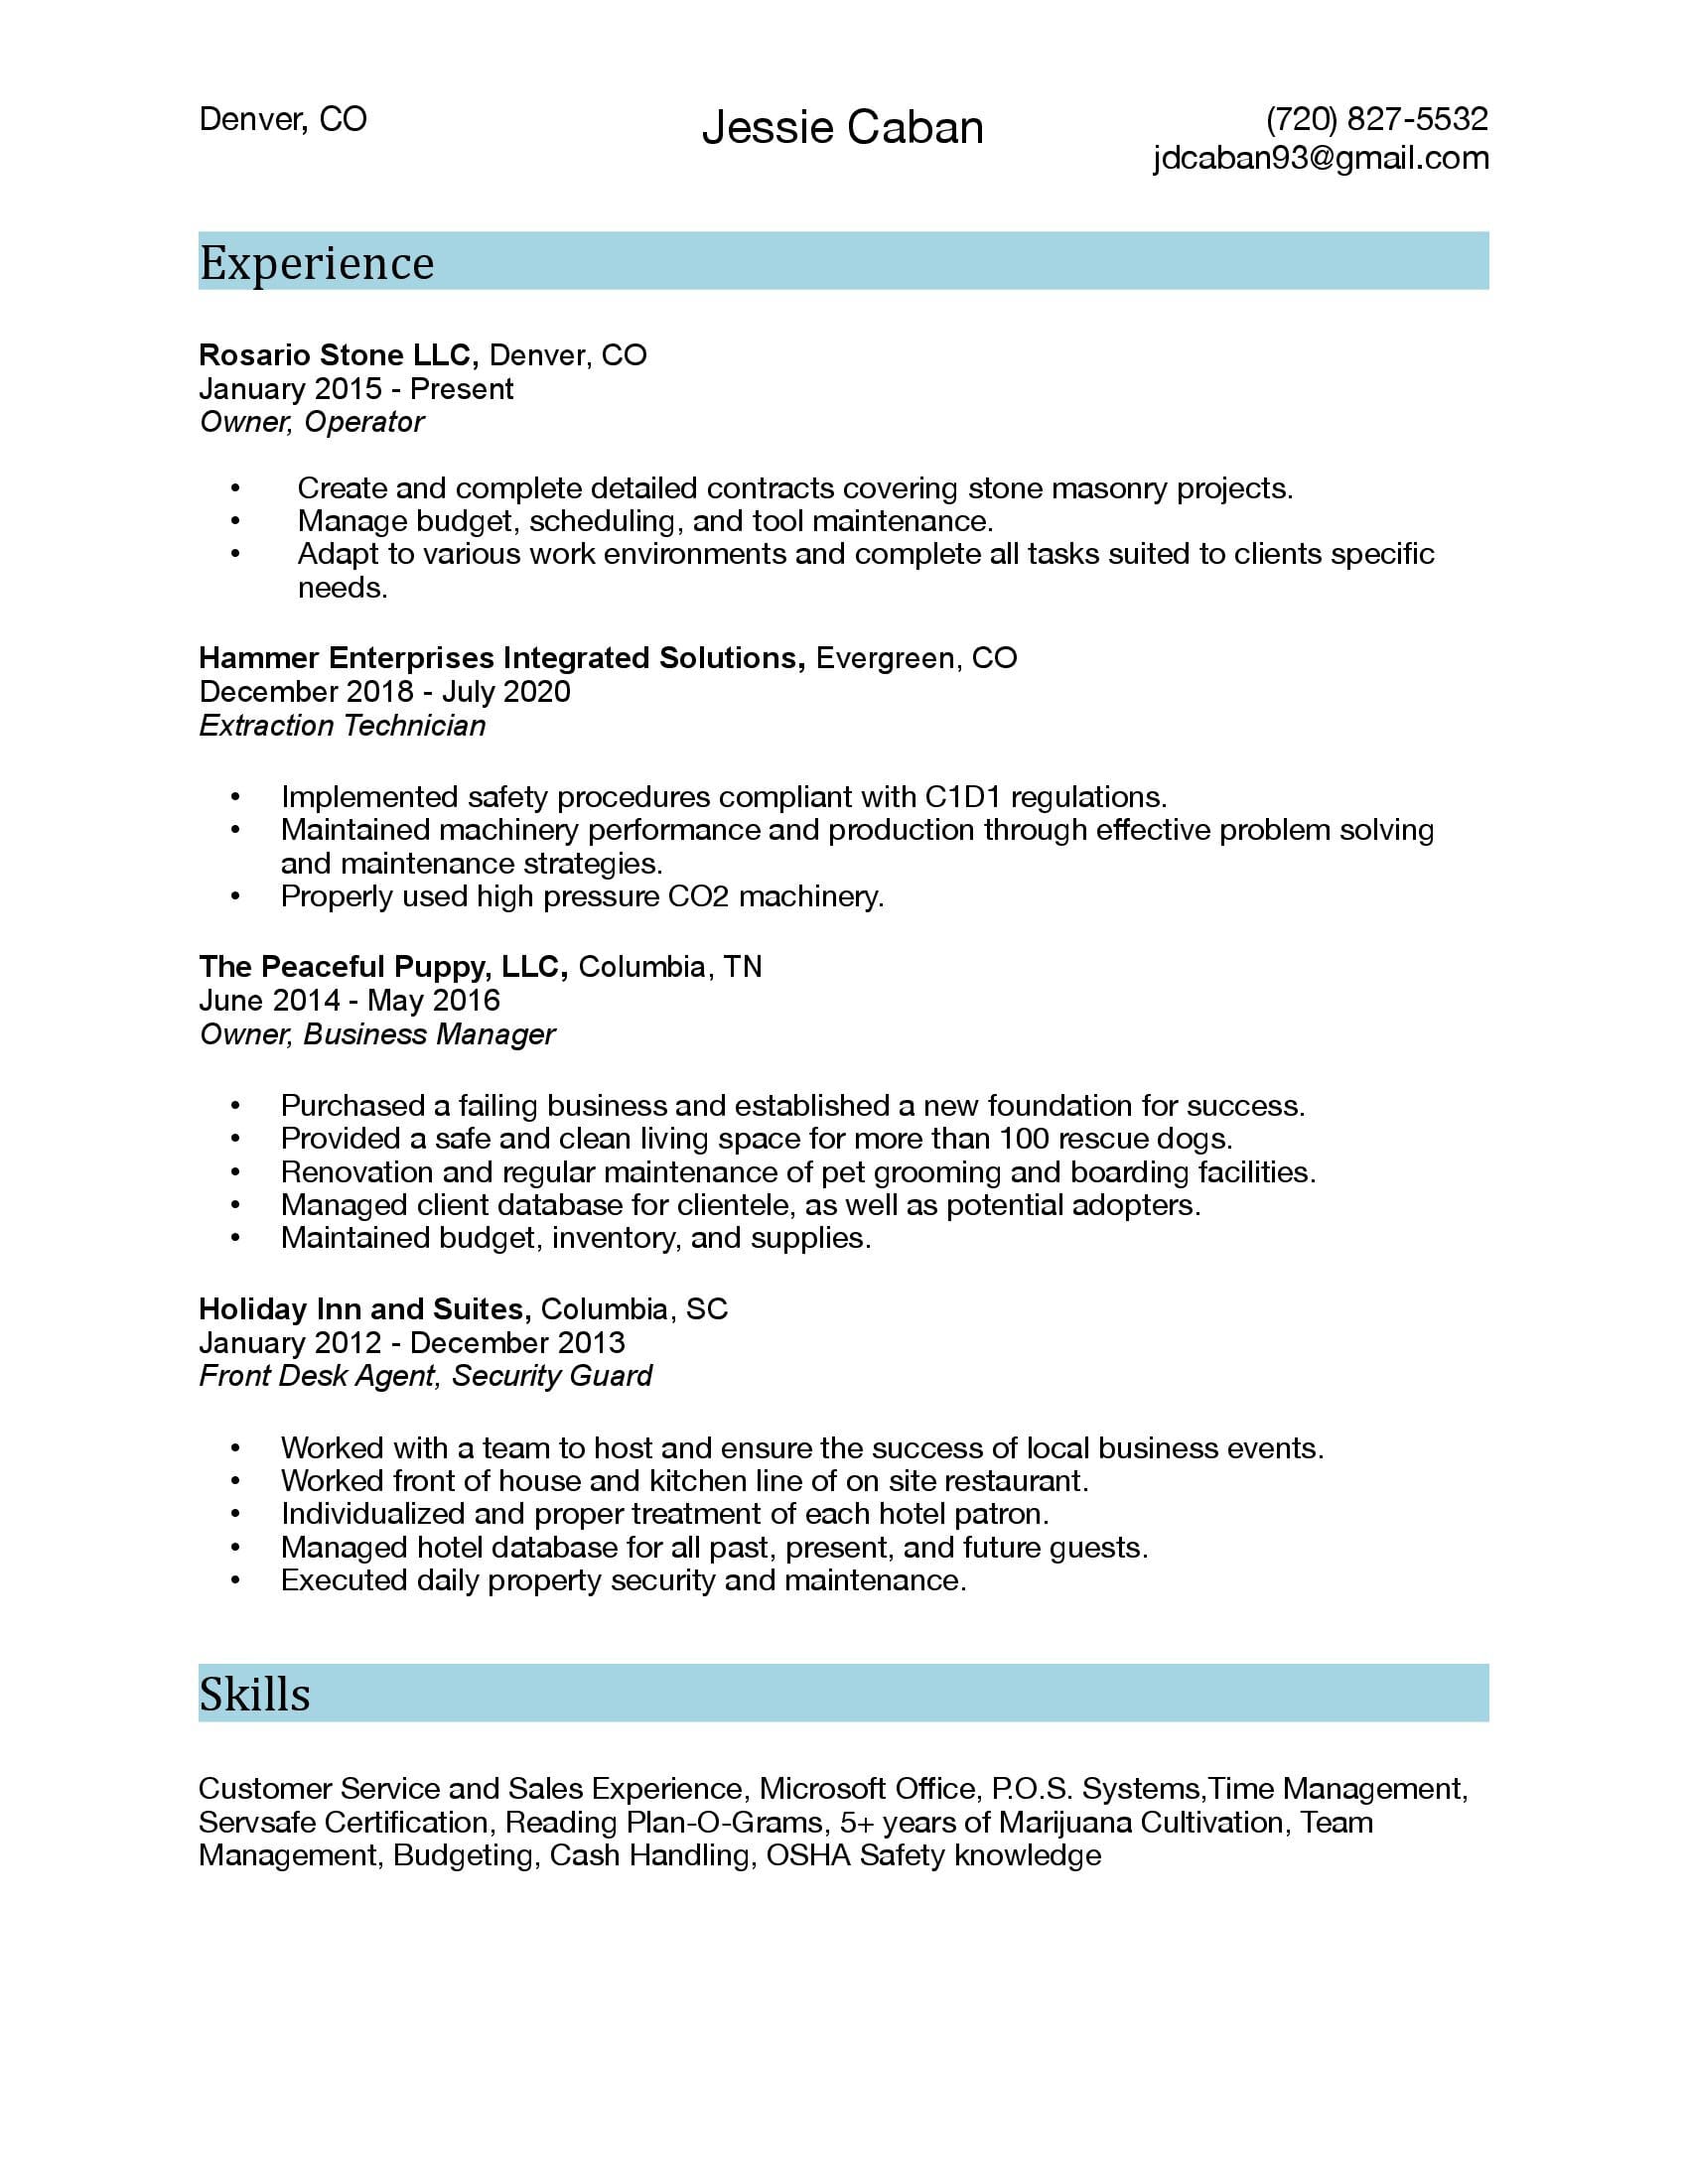 Denver, CO
Jessie Caban
(720) 827-5532
jdcaban93@gmail.com
Experience
Rosario Stone LLC, Denver, CO
January 2015 - Present
Owner, Operator
• Create and complete detailed contracts covering stone masonry projects.
• Manage budget, scheduling, and tool maintenance.
• Adapt to various work environments and complete all tasks suited to clients specific
needs.
Hammer Enterprises Integrated Solutions, Evergreen, CO
December 2018 - July 2020
Extraction Technician
• Implemented safety procedures compliant with C1D1 regulations.
• Maintained machinery performance and production through effective problem solving
and maintenance strategies.
• Properly used high pressure CO2 machinery.
The Peaceful Puppy, LLC, Columbia, TN
June 2014 - May 2016
Owner, Business Manager
• Purchased a failing business and established a new foundation for success.
• Provided a safe and clean living space for more than 100 rescue dogs.
• Renovation and regular maintenance of pet grooming and boarding facilities.
• Managed client database for clientele, as well as potential adopters.
• Maintained budget, inventory, and supplies.
Holiday Inn and Suites, Columbia, SC
January 2012 - December 2013
Front Desk Agent, Security Guard
• Worked with a team to host and ensure the success of local business events.
• Worked front of house and kitchen line of on site restaurant.
• Individualized and proper treatment of each hotel patron.
• Managed hotel database for all past, present, and future guests.
• Executed daily property security and maintenance.
Skills
Customer Service and Sales Experience, Microsoft Office, P.O.S. Systems,Time Management,
Servsafe Certification, Reading Plan-O-Grams, 5+ years of Marijuana Cultivation, Team
Management, Budgeting, Cash Handling, OSHA Safety knowledge